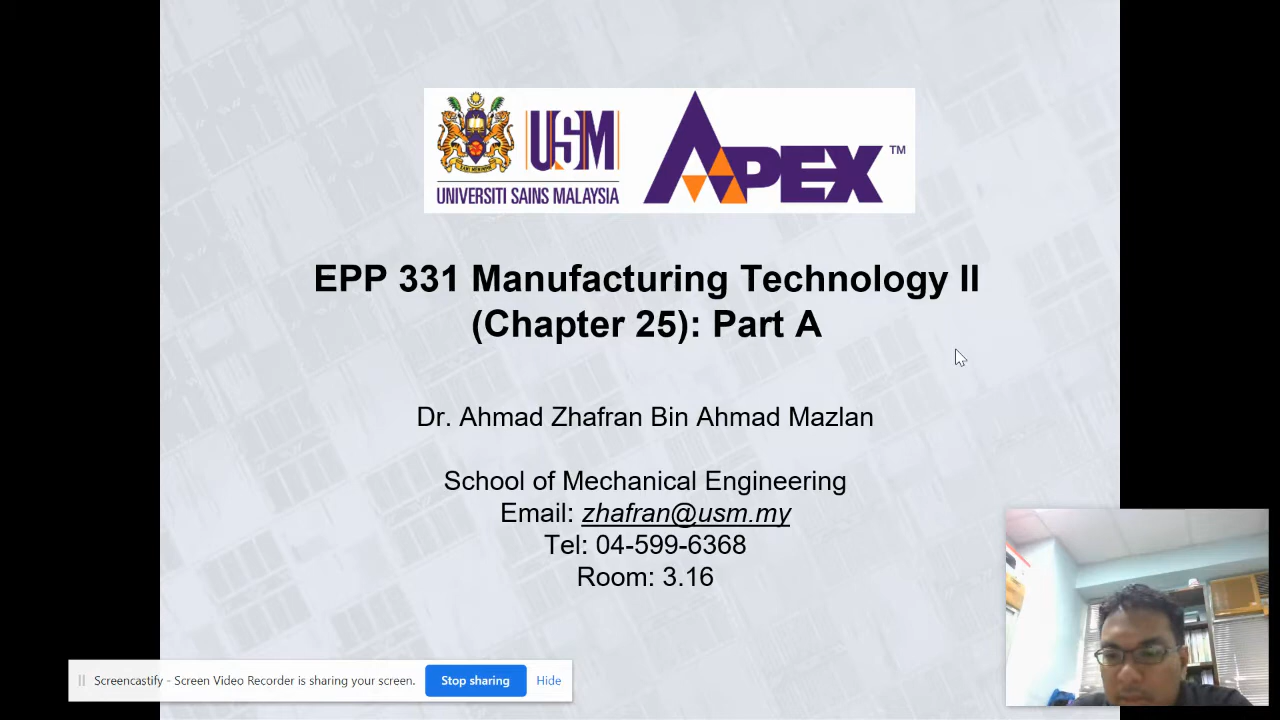 USM
UNIVERSITI SAINS MALAYSIA
APEX™
EPP 331 Manufacturing Technology II
(Chapter 25): Part A
Dr. Ahmad Zhafran Bin Ahmad Mazlan
School of Mechanical Engineering
Email: zhafran@usm.my
Tel: 04-599-6368
Room: 3.16
Screencastify - Screen Video Recorder is sharing your screen.
Stop sharing
Hide